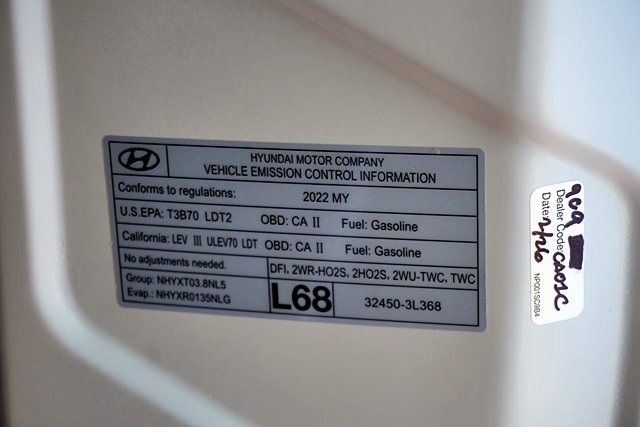 HYUNDAI MOTOR COMPANY
VEHICLE EMISSION CONTROL INFORMATION
Conforms to regulations: 2022 MY
U.S.EPA: T3B70 LDT2 OBD: CA II Fuel: Gasoline
California: LEV III ULEV70 LDT OBD: CA II Fuel: Gasoline
No adjustments needed. DFI, 2WR-HO2S, 2HO2S, 2WU-TWC, TWC
Group: NHYXT03.8NL5
Evap.: NHYXR0135NLG
L68
32450-3L368
Dealer Code: CA01C
Date:
NP001SC9B4